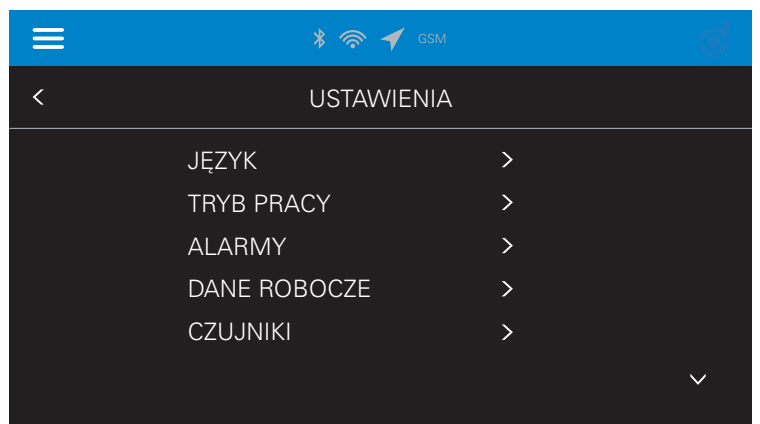 GSM
USTAWIENIA
JĘZYK
TRYB PRACY
ALARMY
DANE ROBOCZE
CZUJNIKI